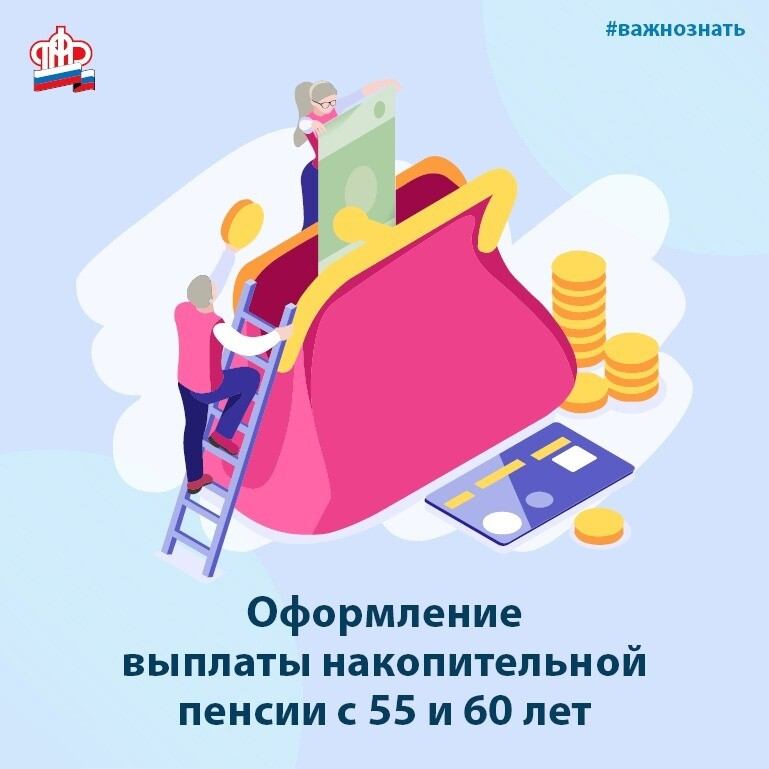 #важнознать
Оформление
выплаты накопительной
пенсии с 55 и 60 лет